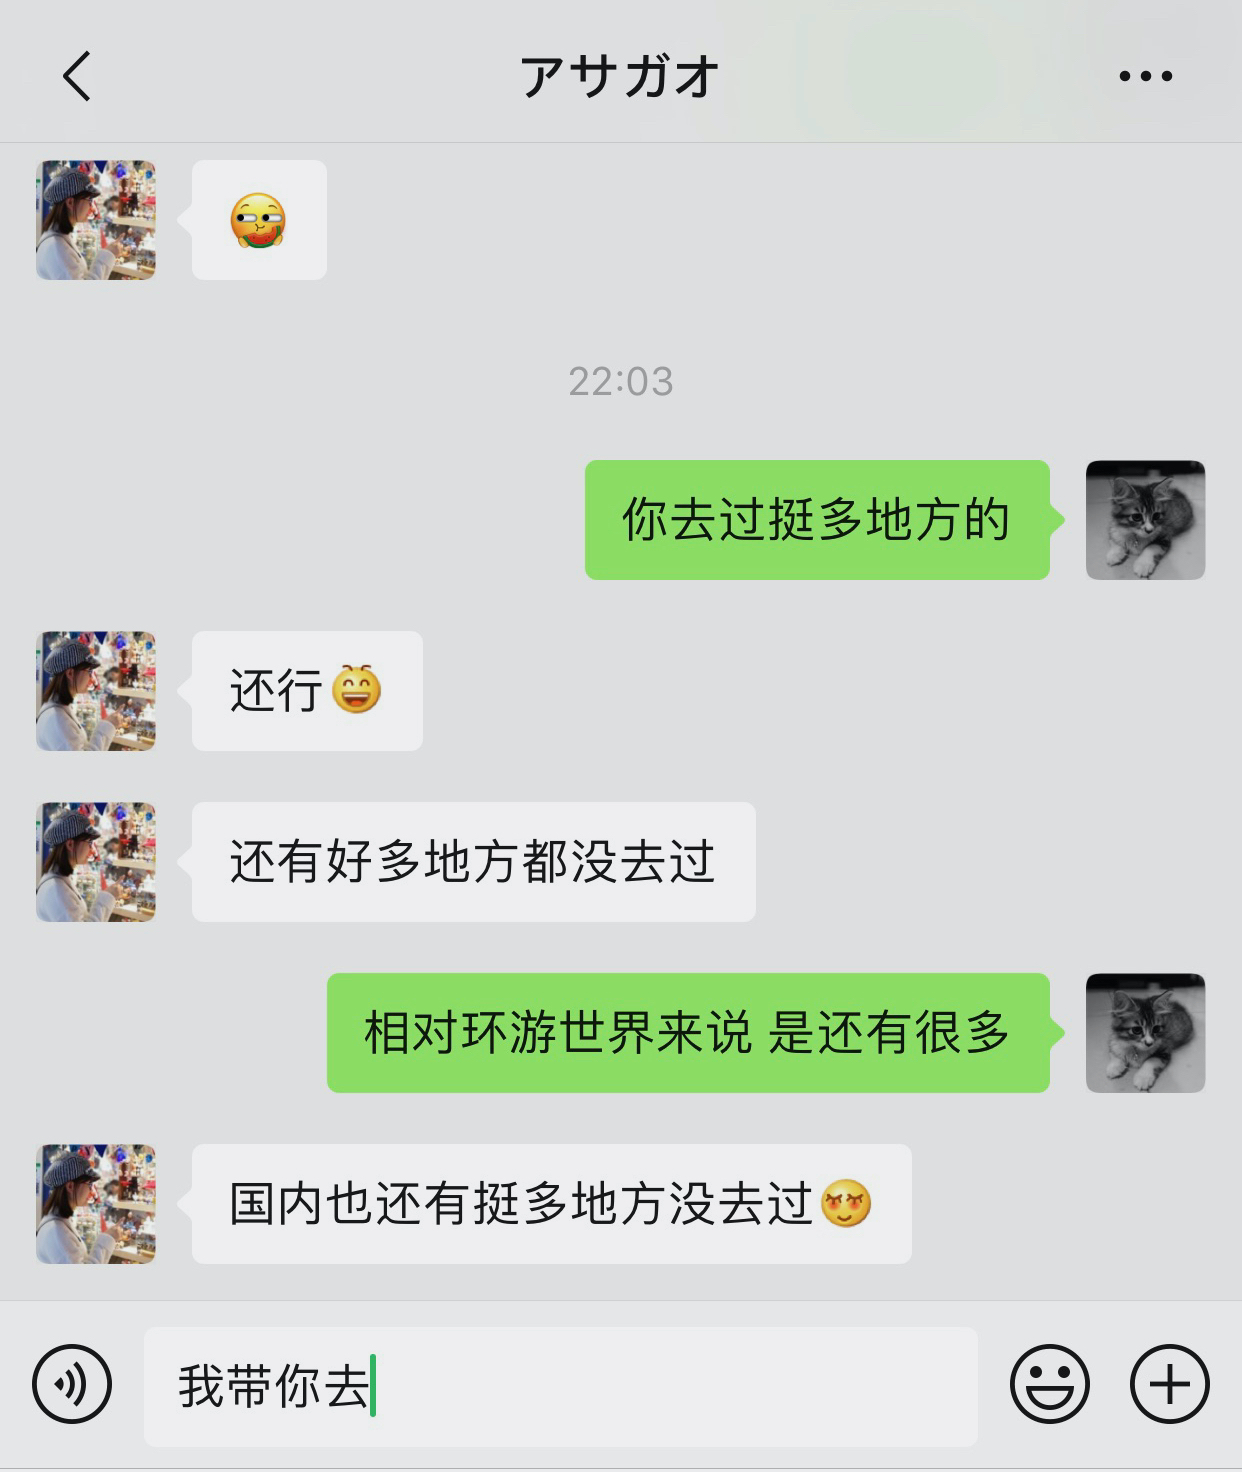 アサガオ
22:03
你去过挺多地方的
还行
还有好多地方都没去过
相对环游世界来说 是还有很多
国内也还有挺多地方没去过
我带你去